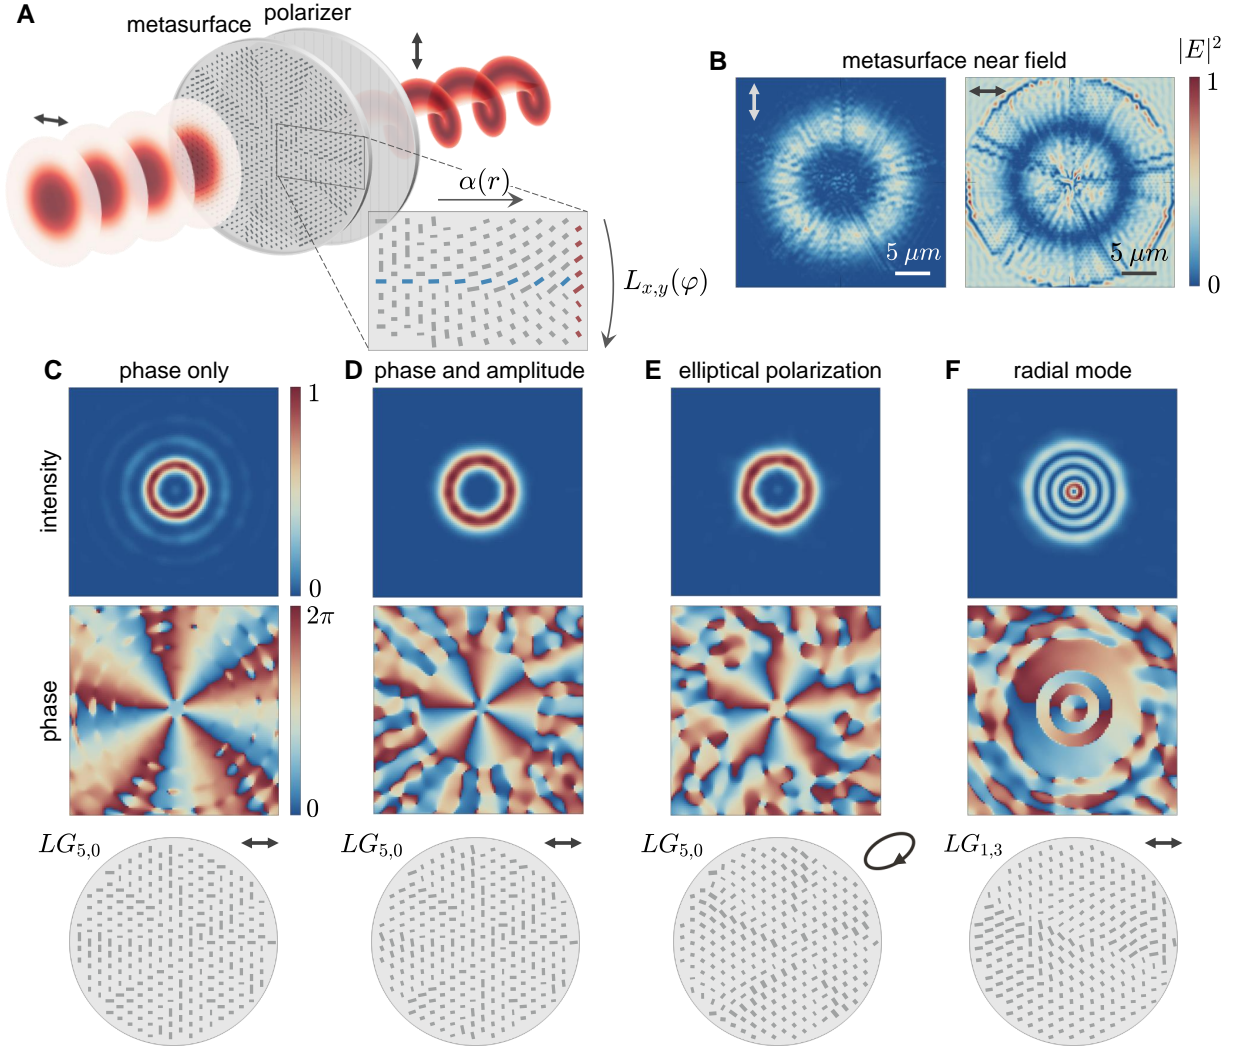 A
metasurface
polarizer
α(r)
L_{x,y}(φ)
B
metasurface near field
|E|²
1
5 μm
5 μm
0
C
phase only
D
phase and amplitude
E
elliptical polarization
F
radial mode
intensity
1
0
phase
2π
0
LG_{5,0}
LG_{5,0}
LG_{5,0}
LG_{1,3}